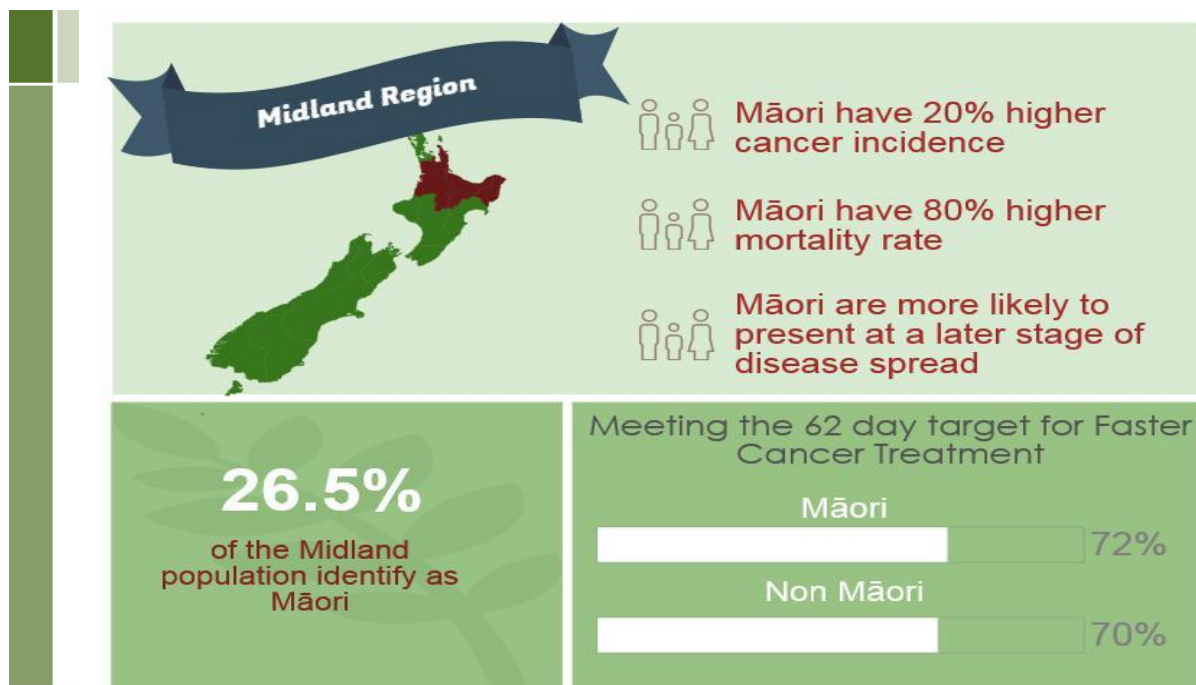 Midland Region
Māori have 20% higher
cancer incidence
Māori have 80% higher
mortality rate
Māori are more likely to
present at a later stage of
disease spread
26.5%
of the Midland
population identify as
Māori
Meeting the 62 day target for Faster
Cancer Treatment
Māori
72%
Non Māori
70%